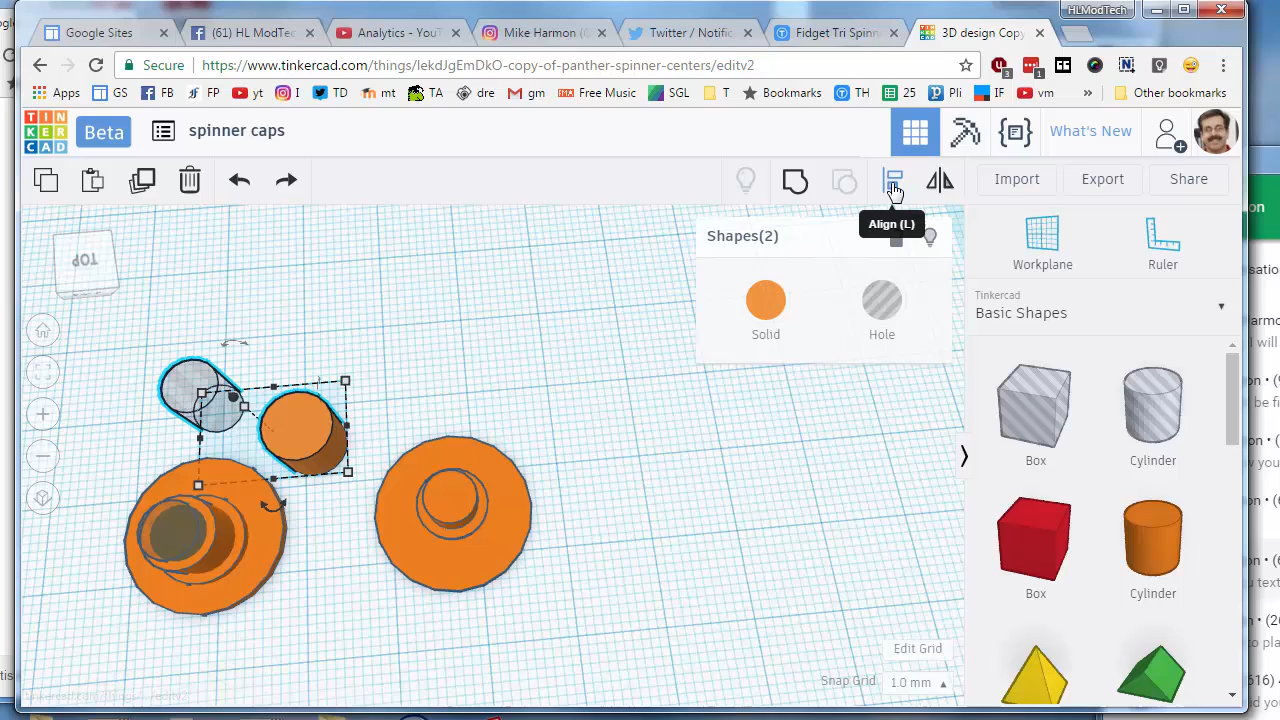 HLModTech
Google Sites
(63) HL ModTec
Analytics - YouT
Mike Harmon (
Twitter / Notific
Fidget Tri Spinn
3D design Copy
Secure https://www.tinkercad.com/things/lekdJgEmDkO-copy-of-panther-spinner-centers/editv2
3
1
Apps GS FB FP yt I TD mt TA cire gm Free Music SGL T Bookmarks TH 25 Pli IF vm » Other bookmarks
TIN
KER
CAD
Beta
spinner caps
What's New
Import
Export
Share
Align (L)
TOP
Shapes(2)
Solid
Hole
Workplane
Ruler
Tinkercad
Basic Shapes
Box
Cylinder
Box
Cylinder
Edit Grid
Snap Grid 1.0 mm